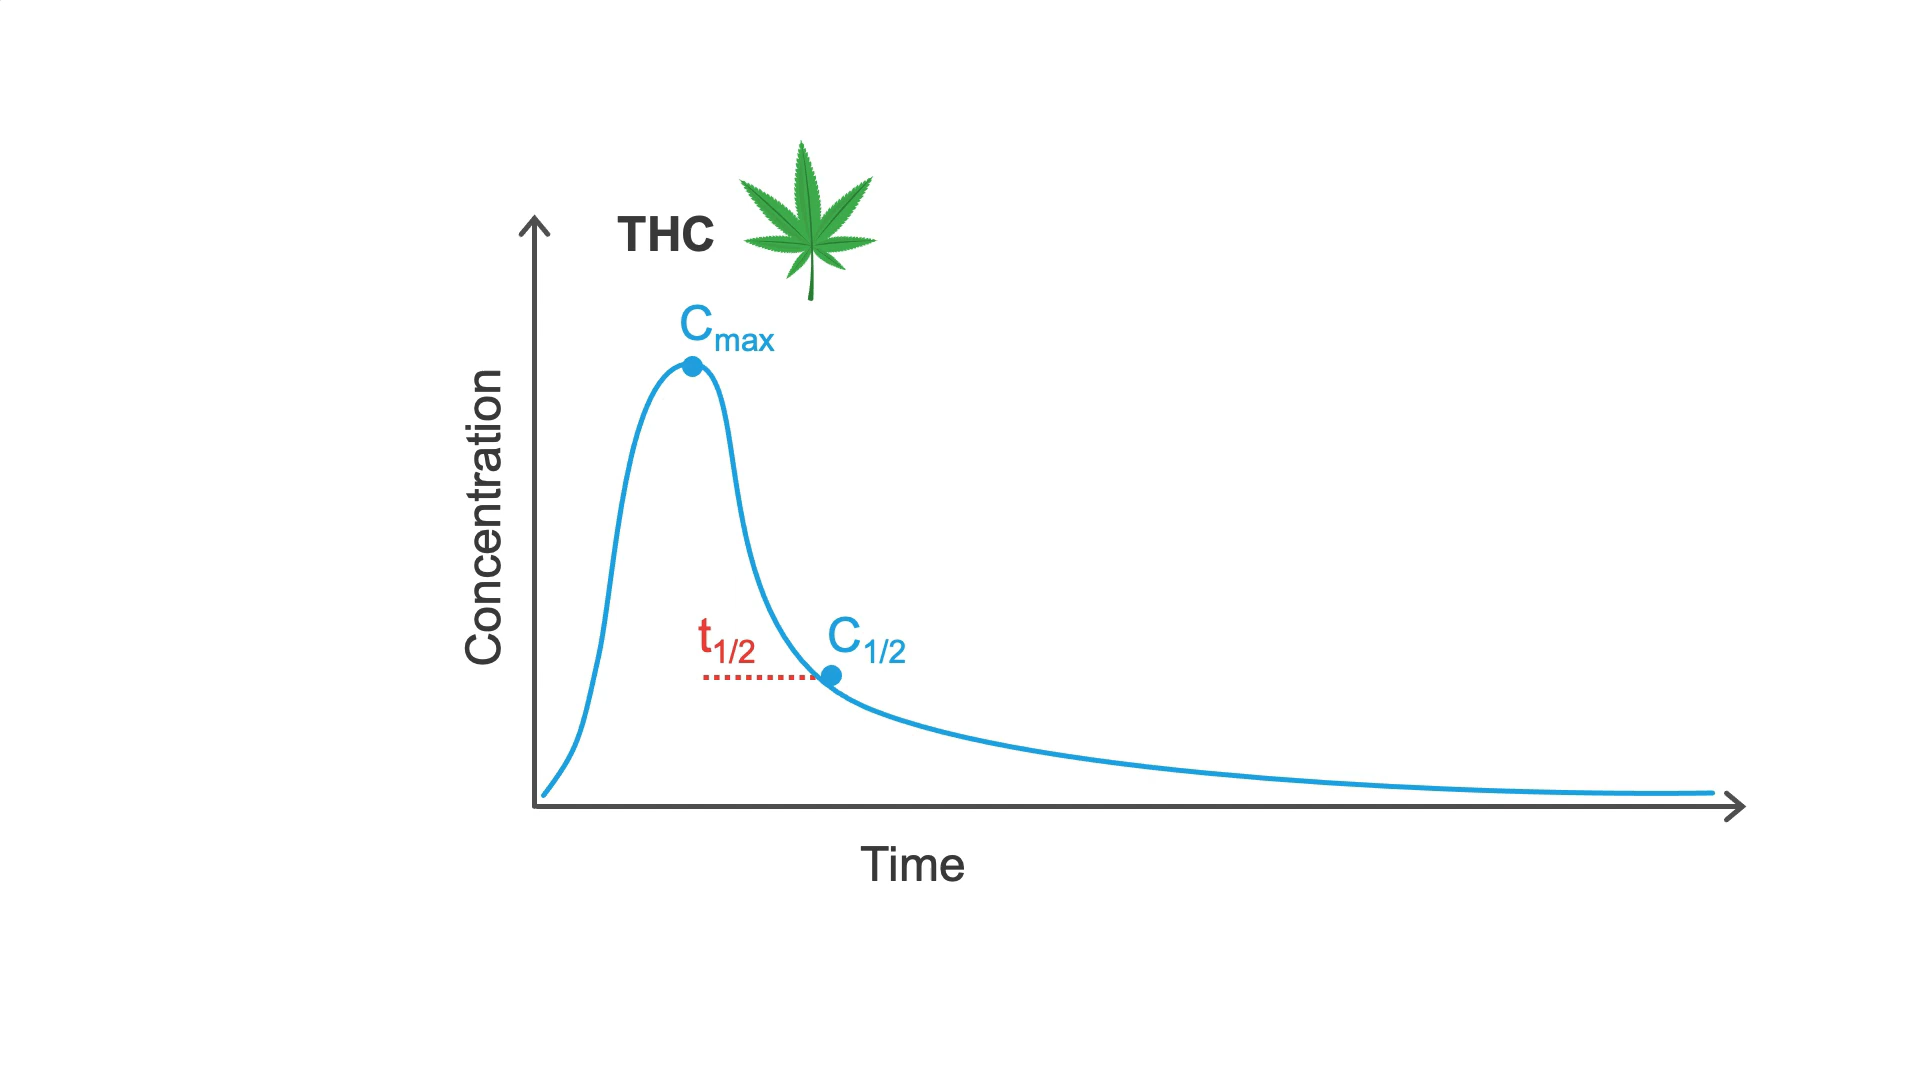 THC
Cmax
Concentration
t1/2
C1/2
Time